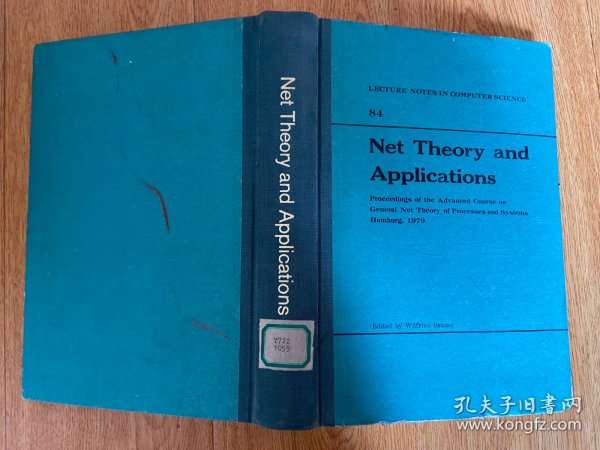 Net Theory and Applications
1722
1059
LECTURE NOTES IN COMPUTER SCIENCE
84
Net Theory and
Applications
Proceedings of the Advanced Course on
General Net Theory of Processes and Systems
Hamburg, 1979
Edited by Wilfried Brauer
孔夫子旧书网
www.kongfz.com